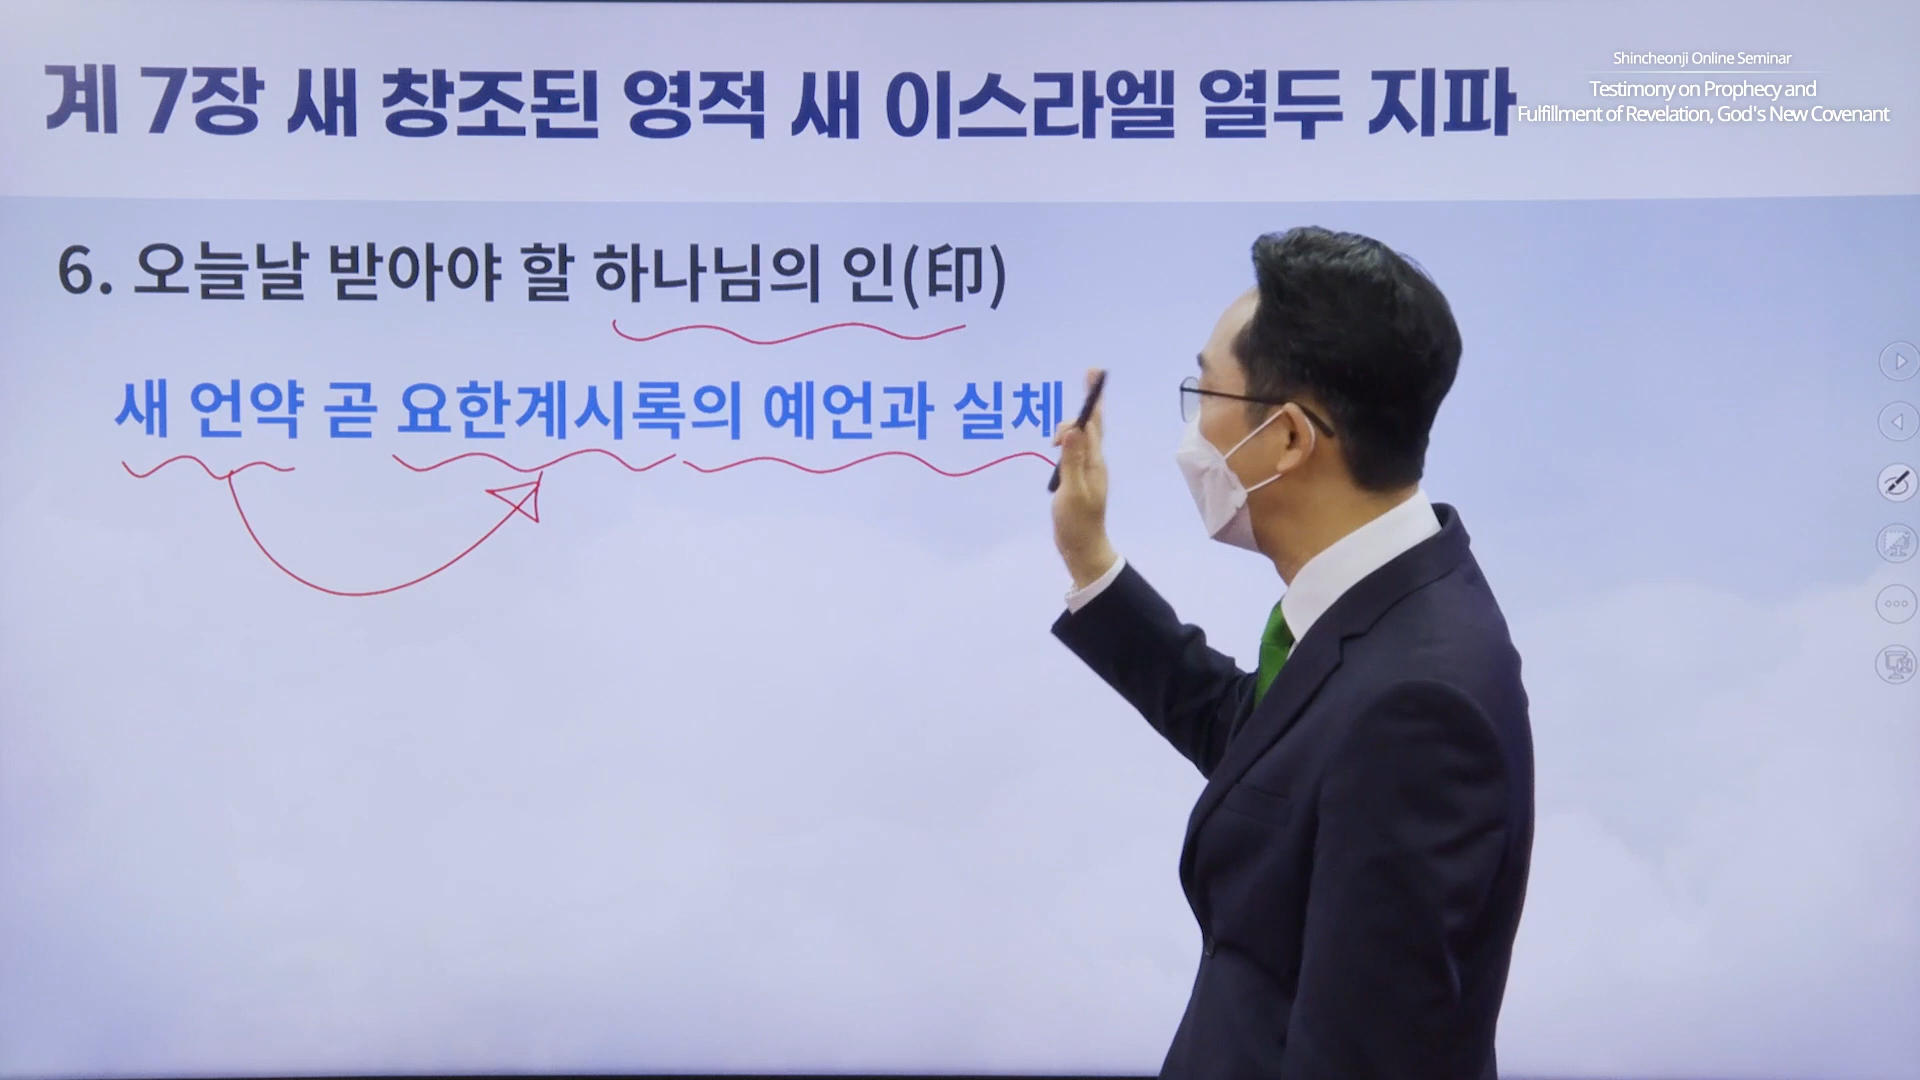 계 7장 새 창조된 영적 새 이스라엘 열두 지파
Shincheonji Online Seminar
Testimony on Prophecy and
Fulfillment of Revelation, God's New Covenant
6. 오늘날 받아야 할 하나님의 인(印)
새 언약 곧 요한계시록의 예언과 실체